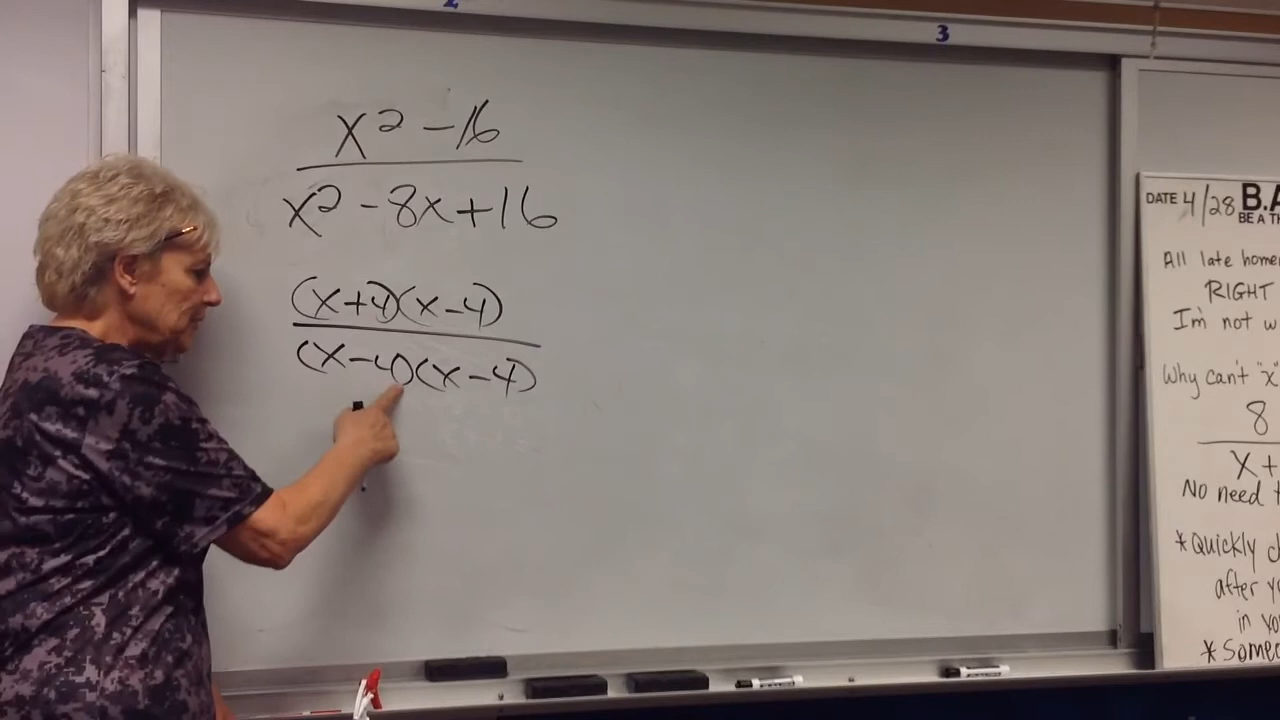 2
3
x² - 16
x² - 8x + 16
(x+4)(x-4)
(x-4)(x-4)
DATE 4/28 B.A
BE A TH
All late home
RIGHT
I'm not w
Why can't "x"
8
x+
No need
*Quickly
after y
in yo
*Someo